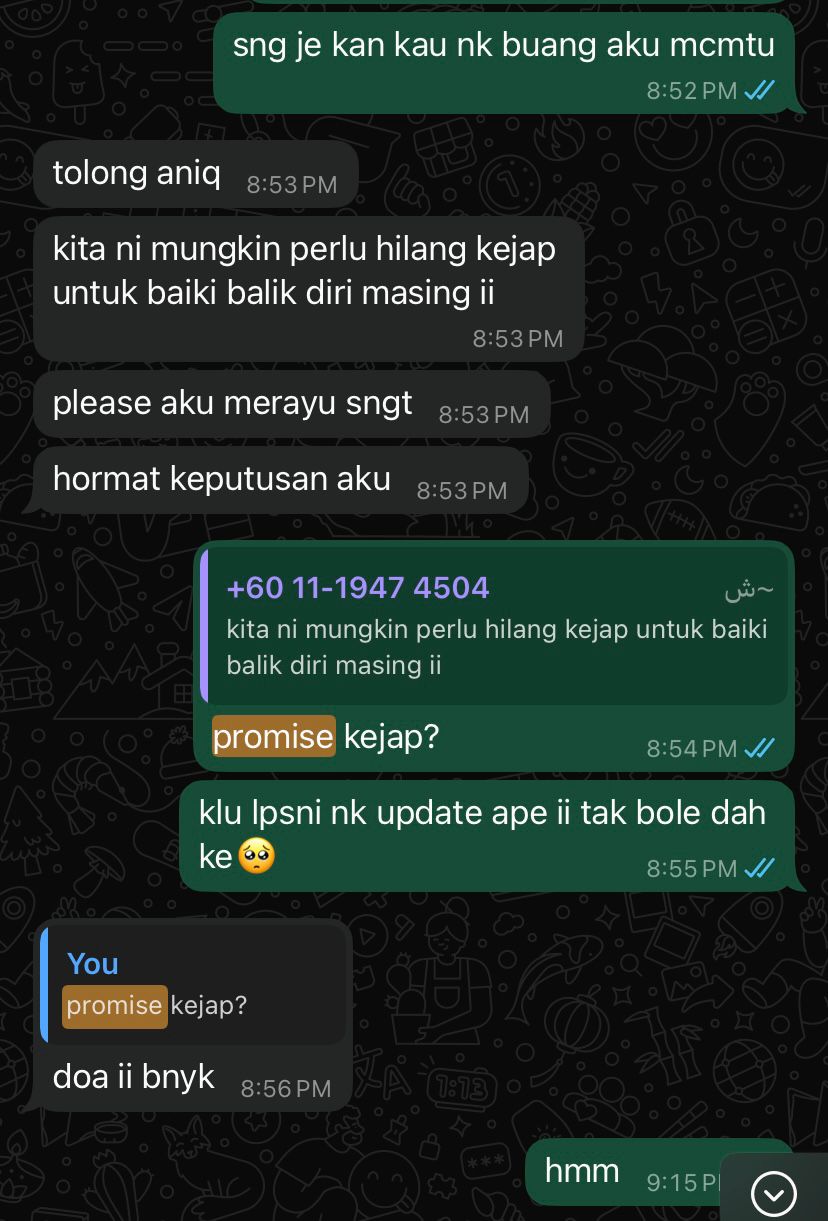 sng je kan kau nk buang aku mcmtu
8:52 PM
tolong aniq 8:53 PM
kita ni mungkin perlu hilang kejap
untuk baiki balik diri masing ii
8:53 PM
please aku merayu sngt 8:53 PM
hormat keputusan aku 8:53 PM
+60 11-1947 4504 ~ش
kita ni mungkin perlu hilang kejap untuk baiki
balik diri masing ii
promise kejap? 8:54 PM
klu lpsni nk update ape ii tak bole dah
ke🥺 8:55 PM
You
promise kejap?
doa ii bnyk 8:56 PM
hmm 9:15 P